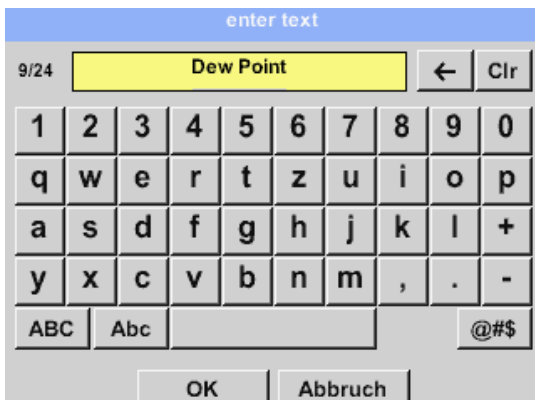 enter text
9/24 Dew Point ← Clr
1 2 3 4 5 6 7 8 9 0
q w e r t z u i o p
a s d f g h j k l +
y x c v b n m , . -
ABC Abc @#$
OK Abbruch